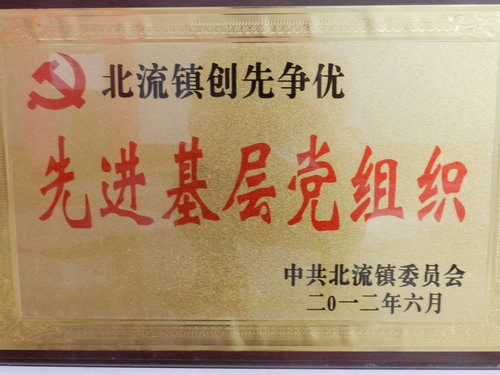 北流镇创先争优
先进基层党组织
中共北流镇委员会
二0一二年六月